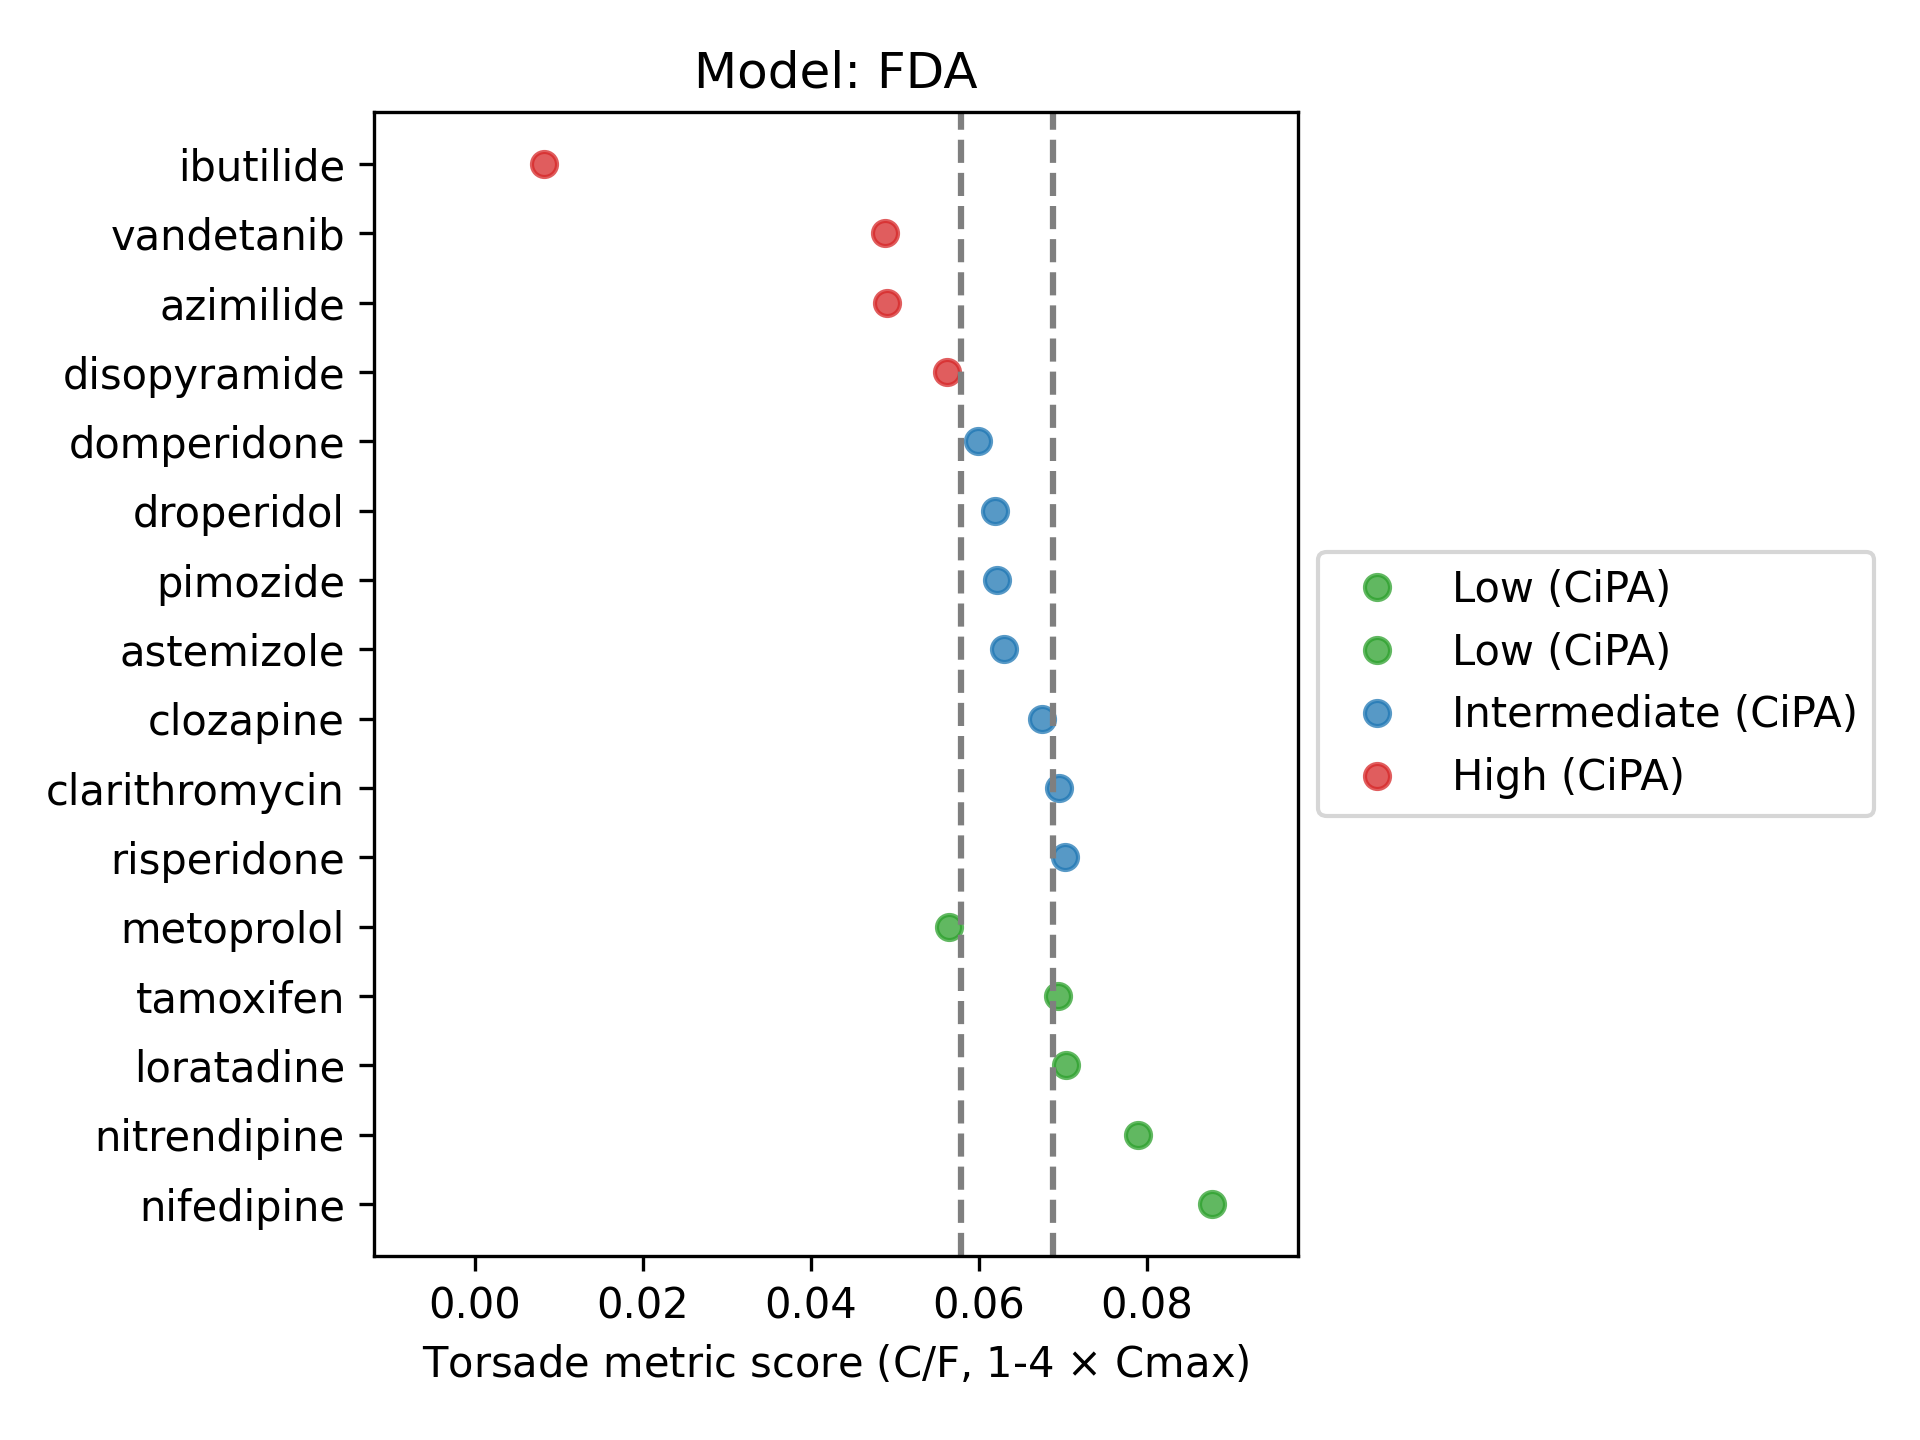 Model: FDA
ibutilide
vandetanib
azimilide
disopyramide
domperidone
droperidol
pimozide
astemizole
clozapine
clarithromycin
risperidone
metoprolol
tamoxifen
loratadine
nitrendipine
nifedipine
0.00 0.02 0.04 0.06 0.08
Torsade metric score (C/F, 1-4 × Cmax)
Low (CiPA)
Low (CiPA)
Intermediate (CiPA)
High (CiPA)